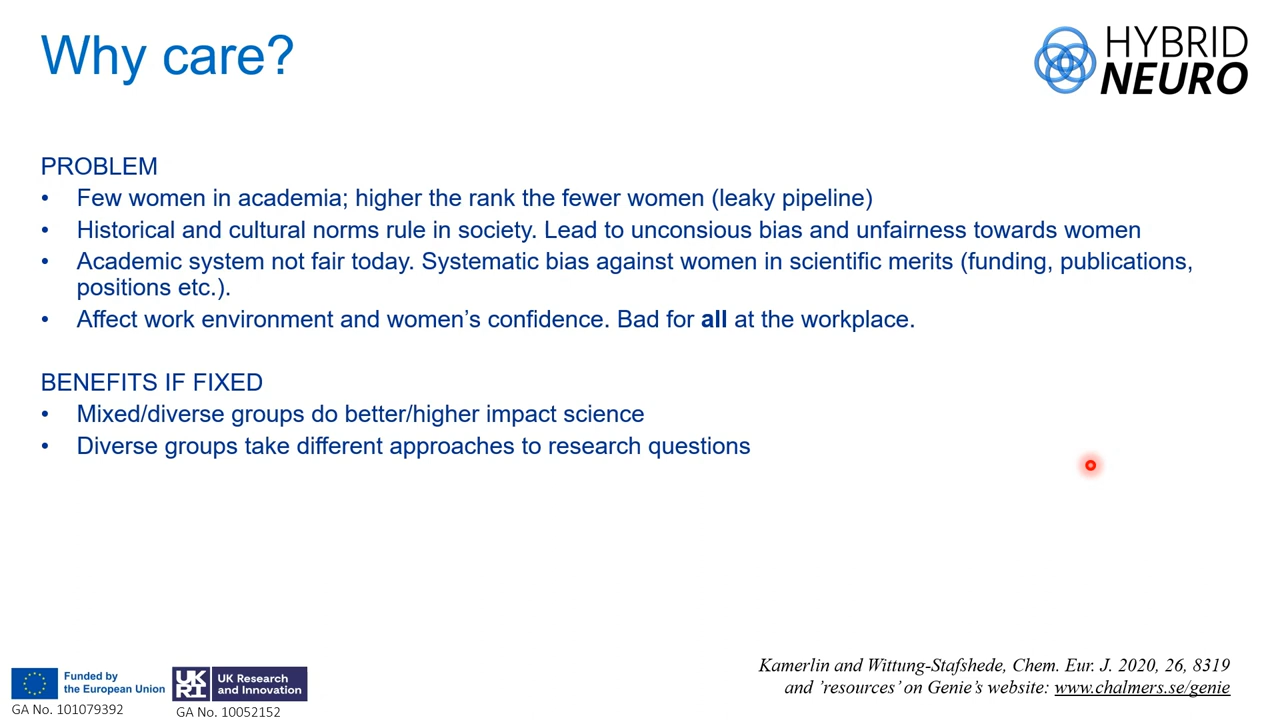 Why care?
HYBRID
NEURO
PROBLEM
• Few women in academia; higher the rank the fewer women (leaky pipeline)
• Historical and cultural norms rule in society. Lead to unconsious bias and unfairness towards women
• Academic system not fair today. Systematic bias against women in scientific merits (funding, publications,
positions etc.).
• Affect work environment and women’s confidence. Bad for all at the workplace.
BENEFITS IF FIXED
• Mixed/diverse groups do better/higher impact science
• Diverse groups take different approaches to research questions
Kamerlin and Wittung-Stafshede, Chem. Eur. J. 2020, 26, 8319
and ’resources’ on Genie’s website: www.chalmers.se/genie
Funded by
the European Union
GA No. 101079392
UK
RI
UK Research
and Innovation
GA No. 10052152